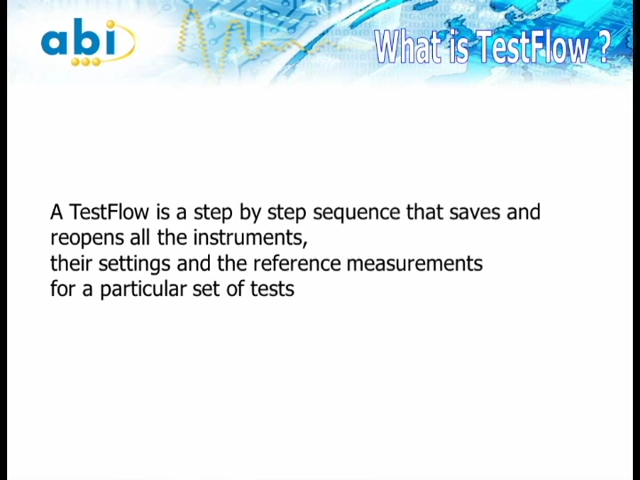 abi
What is TestFlow ?
A TestFlow is a step by step sequence that saves and
reopens all the instruments,
their settings and the reference measurements
for a particular set of tests